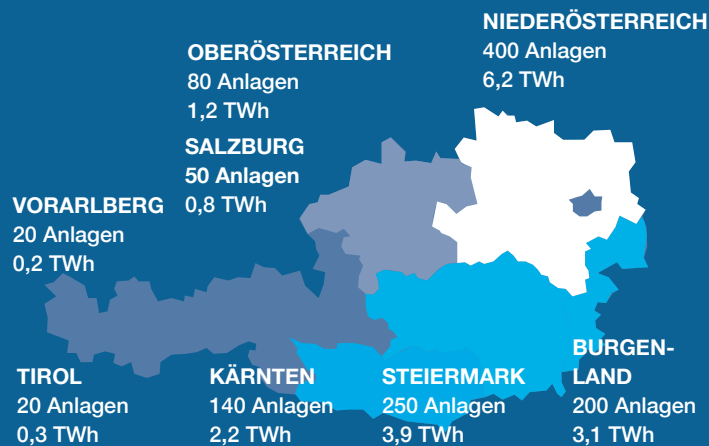 NIEDERÖSTERREICH
400 Anlagen
6,2 TWh
OBERÖSTERREICH
80 Anlagen
1,2 TWh
SALZBURG
50 Anlagen
0,8 TWh
VORARLBERG
20 Anlagen
0,2 TWh
TIROL
20 Anlagen
0,3 TWh
KÄRNTEN
140 Anlagen
2,2 TWh
STEIERMARK
250 Anlagen
3,9 TWh
BURGEN-
LAND
200 Anlagen
3,1 TWh